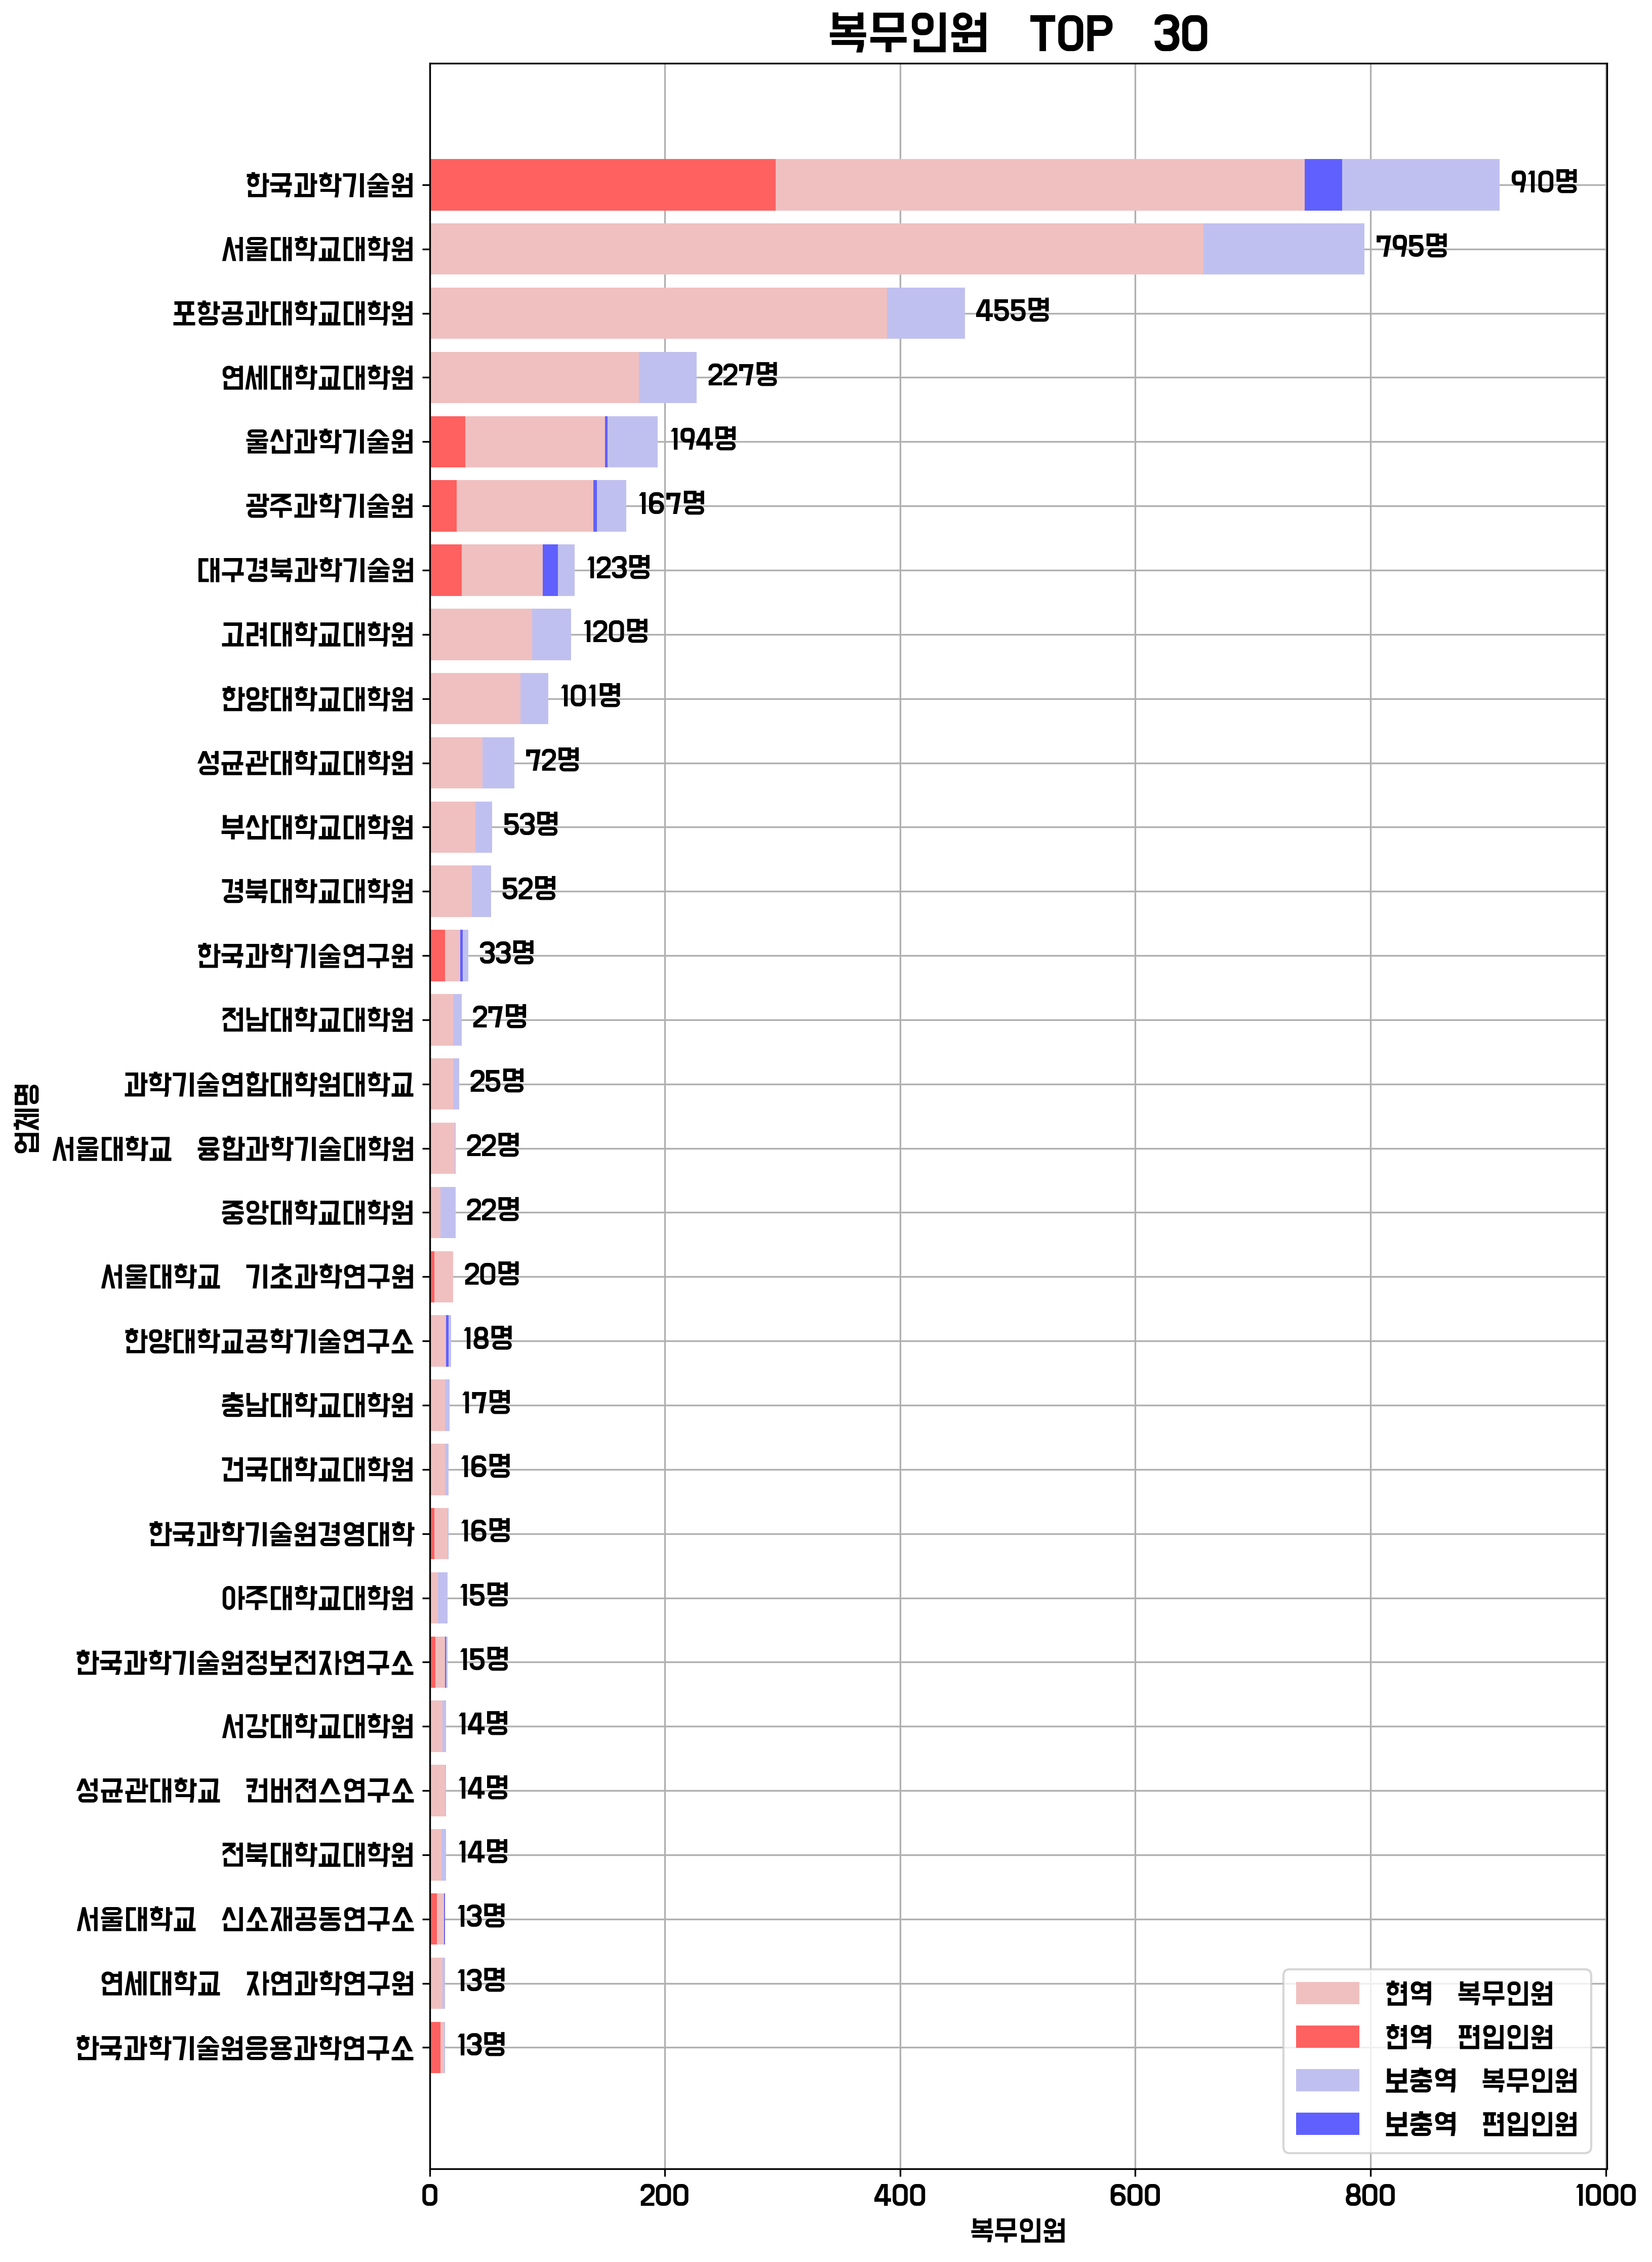 복무인원 TOP 30
한국과학기술원 910명
서울대학교대학원 795명
포항공과대학교대학원 455명
연세대학교대학원 227명
울산과학기술원 194명
광주과학기술원 167명
대구경북과학기술원 123명
고려대학교대학원 120명
한양대학교대학원 101명
성균관대학교대학원 72명
부산대학교대학원 53명
경북대학교대학원 52명
한국과학기술연구원 33명
전남대학교대학원 27명
과학기술연합대학원대학교 25명
업체명
서울대학교 융합과학기술대학원 22명
중앙대학교대학원 22명
서울대학교 기초과학연구원 20명
한양대학교공학기술연구소 18명
충남대학교대학원 17명
건국대학교대학원 16명
한국과학기술원경영대학 16명
아주대학교대학원 15명
한국과학기술원정보전자연구소 15명
서강대학교대학원 14명
성균관대학교 컨버젼스연구소 14명
전북대학교대학원 14명
서울대학교 신소재공동연구소 13명
연세대학교 자연과학연구원 13명
한국과학기술원응용과학연구소 13명
현역 복무인원
현역 편입인원
보충역 복무인원
보충역 편입인원
0 200 400 600 800 1000
복무인원